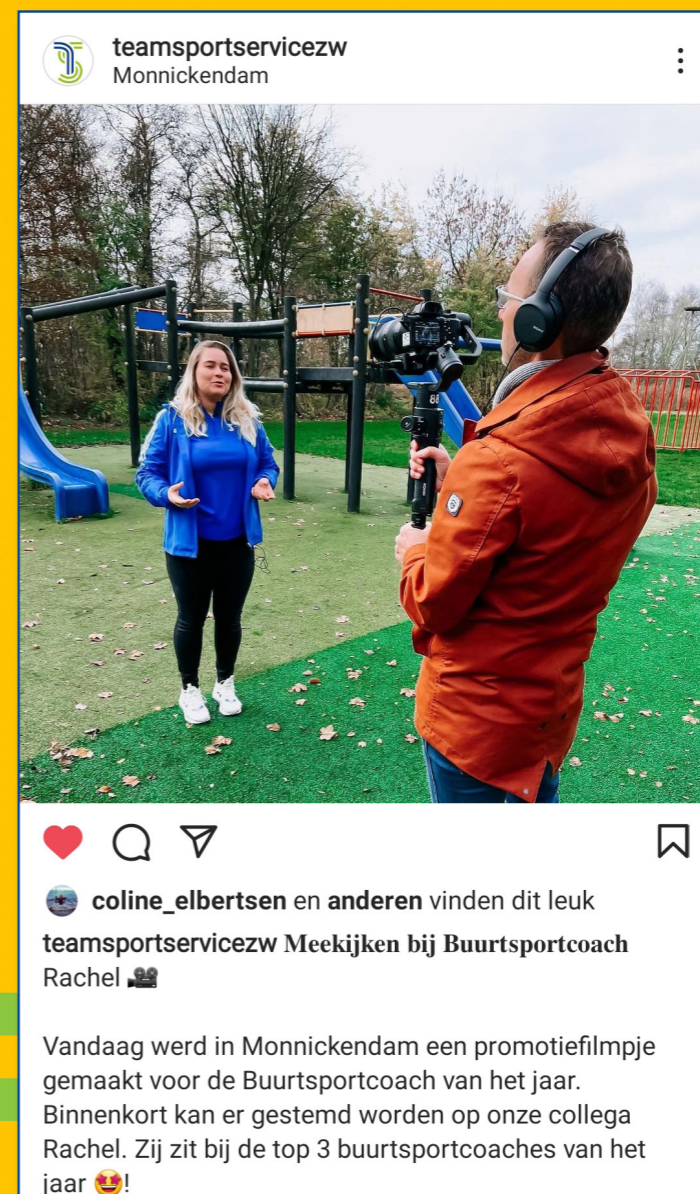 teamsportservicezw
Monnickendam
88
coline_elbertsen en anderen vinden dit leuk
teamsportservicezw Meekijken bij Buurtsportcoach
Rachel 🎥
Vandaag werd in Monnickendam een promotiefilmpje
gemaakt voor de Buurtsportcoach van het jaar.
Binnenkort kan er gestemd worden op onze collega
Rachel. Zij zit bij de top 3 buurtsportcoaches van het
jaar 🤩!